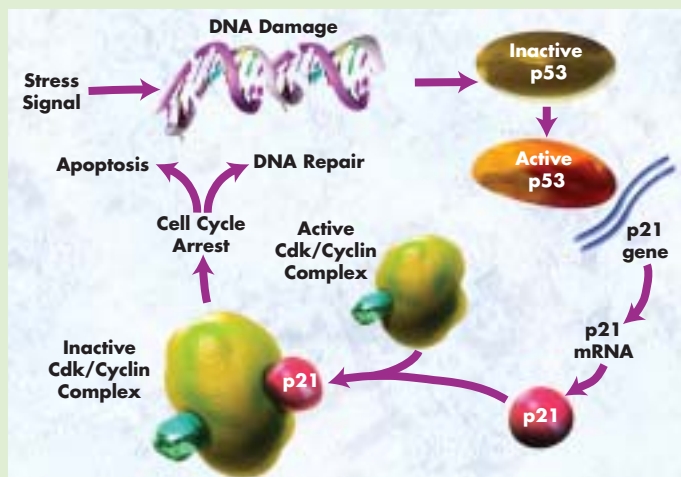 DNA Damage
Stress
Signal
Inactive
p53
Active
p53
p21
gene
p21
mRNA
p21
Active
Cdk/Cyclin
Complex
p21
Inactive
Cdk/Cyclin
Complex
Cell Cycle
Arrest
Apoptosis
DNA Repair